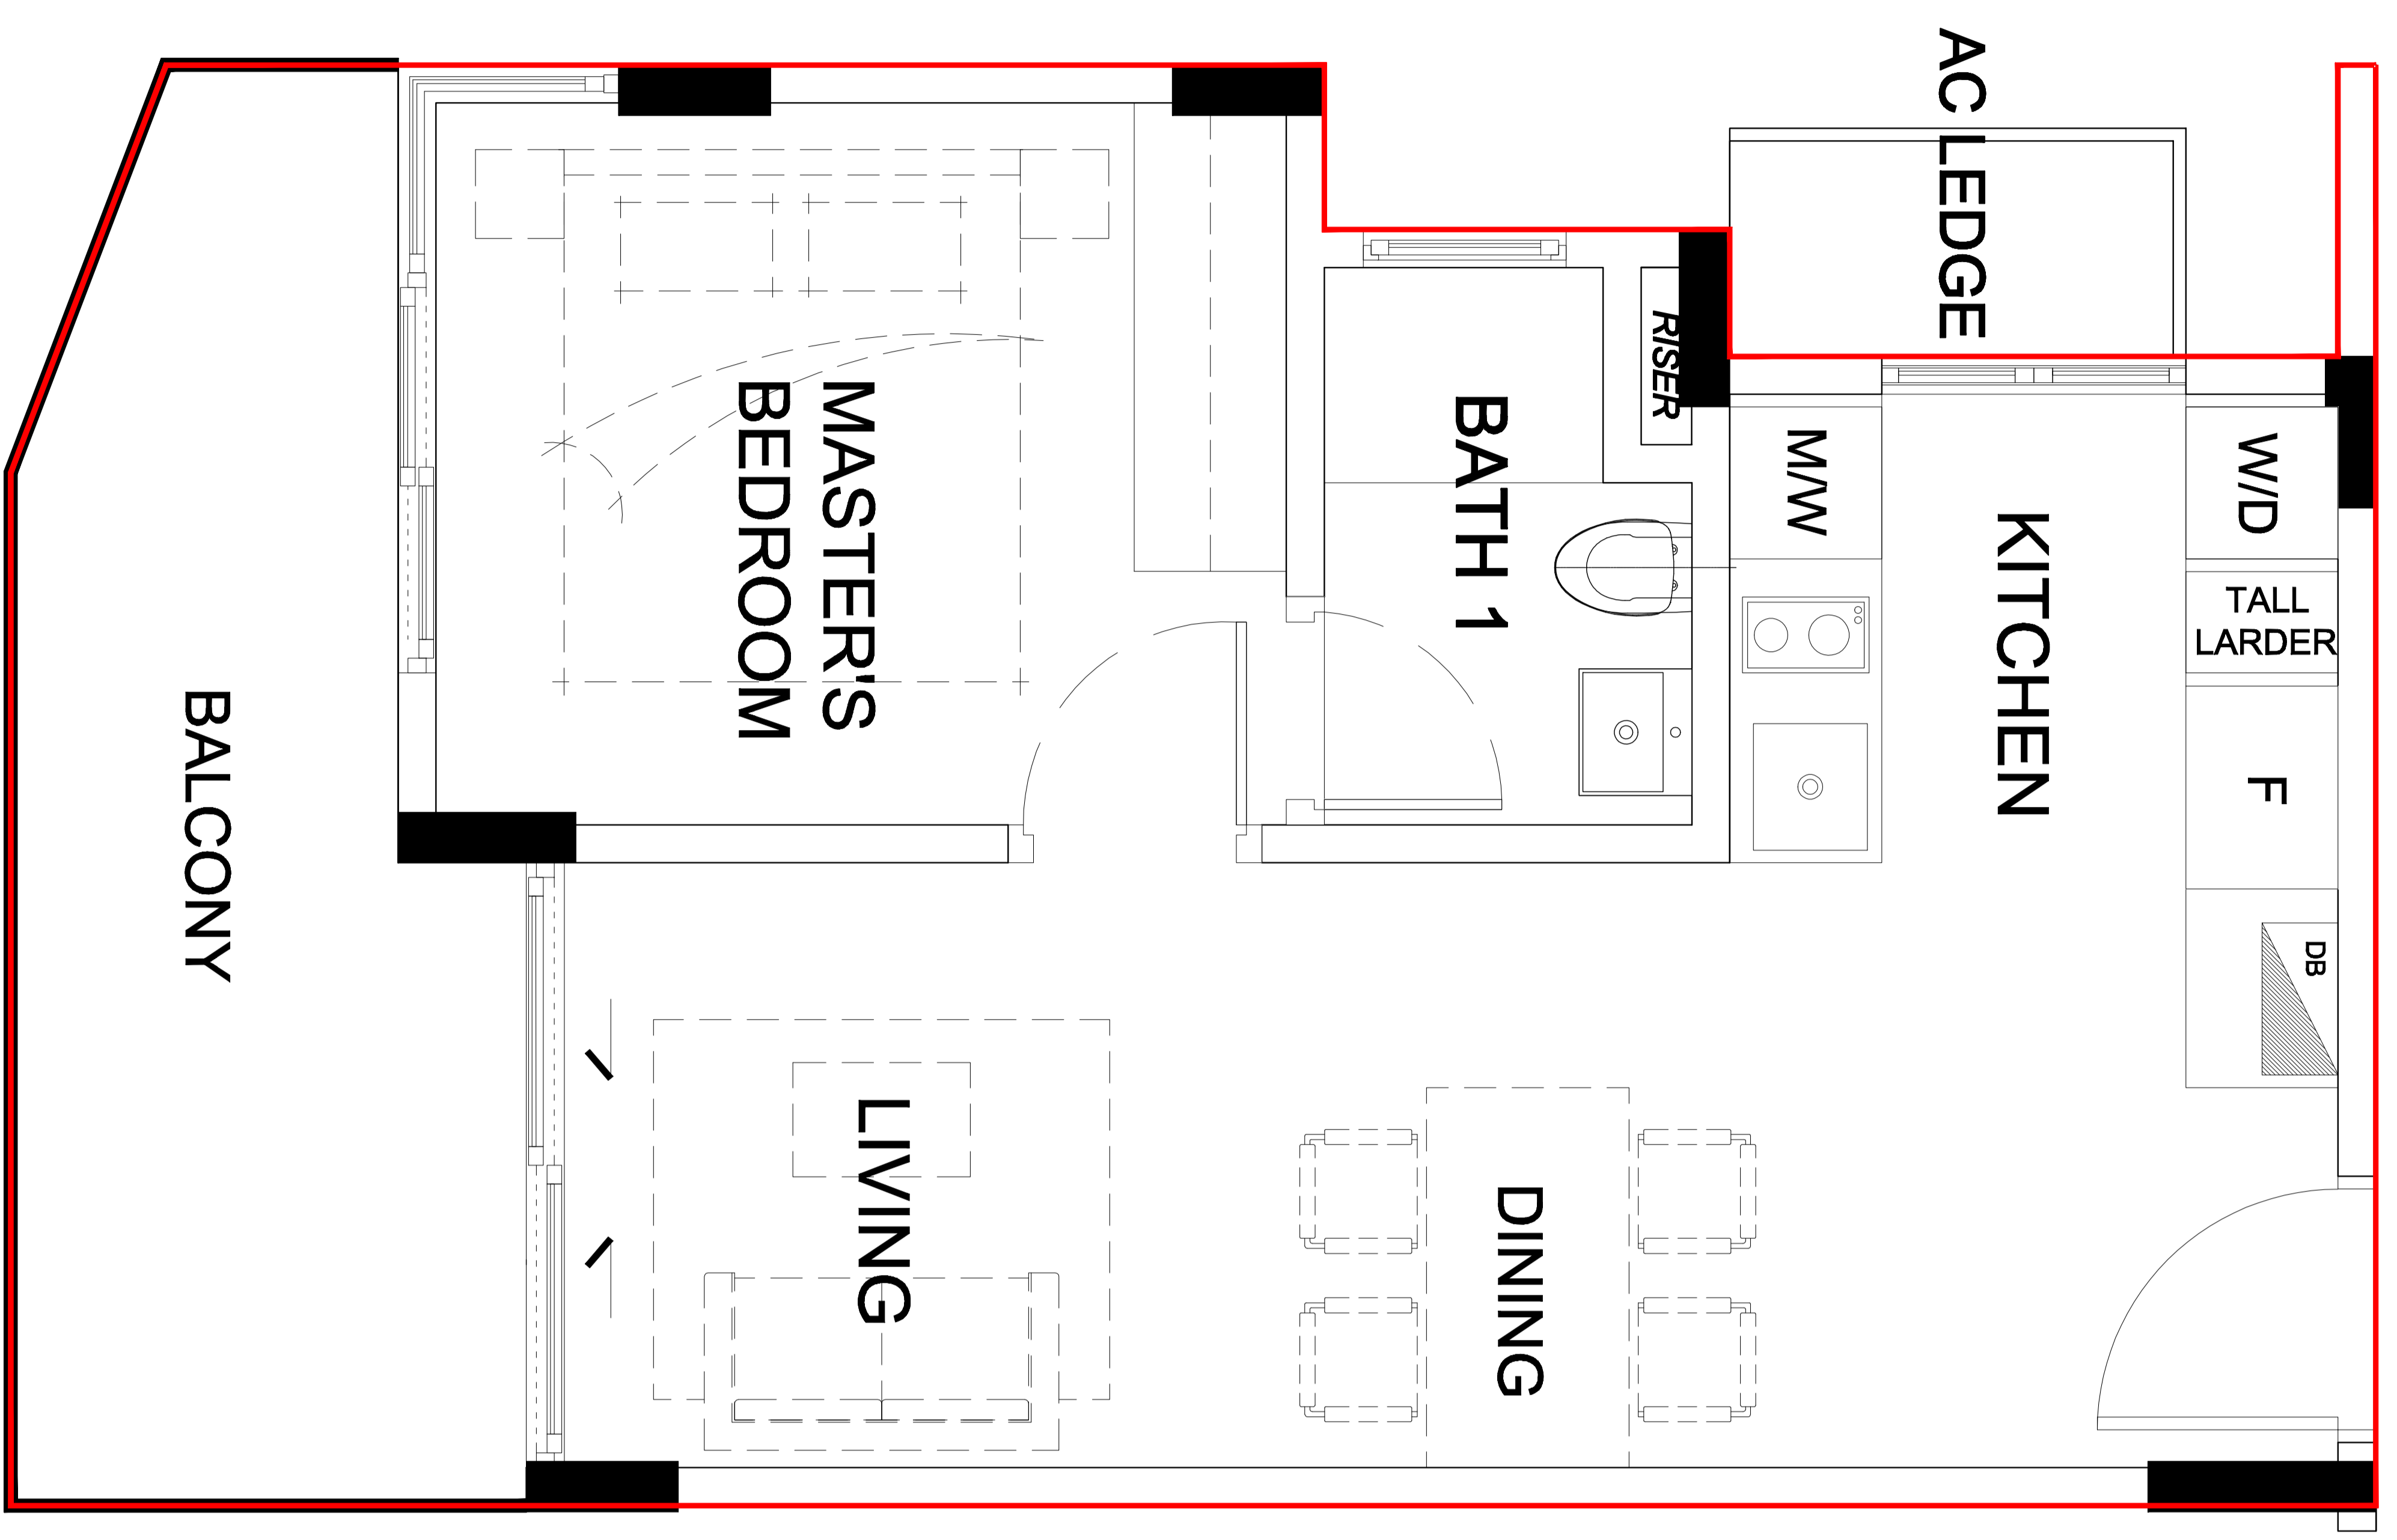 AC LEDGE
RISER
MASTER'S
BEDROOM
BATH 1
M/W
W/D
KITCHEN
TALL
LARDER
F
DB
BALCONY
LIVING
DINING